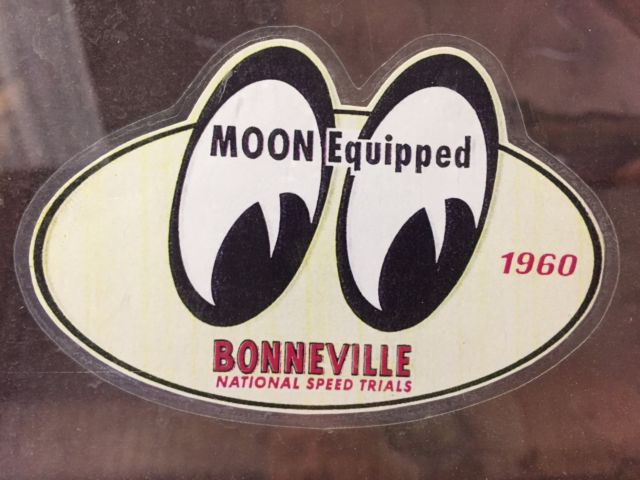 MOON Equipped
1960
BONNEVILLE
NATIONAL SPEED TRIALS